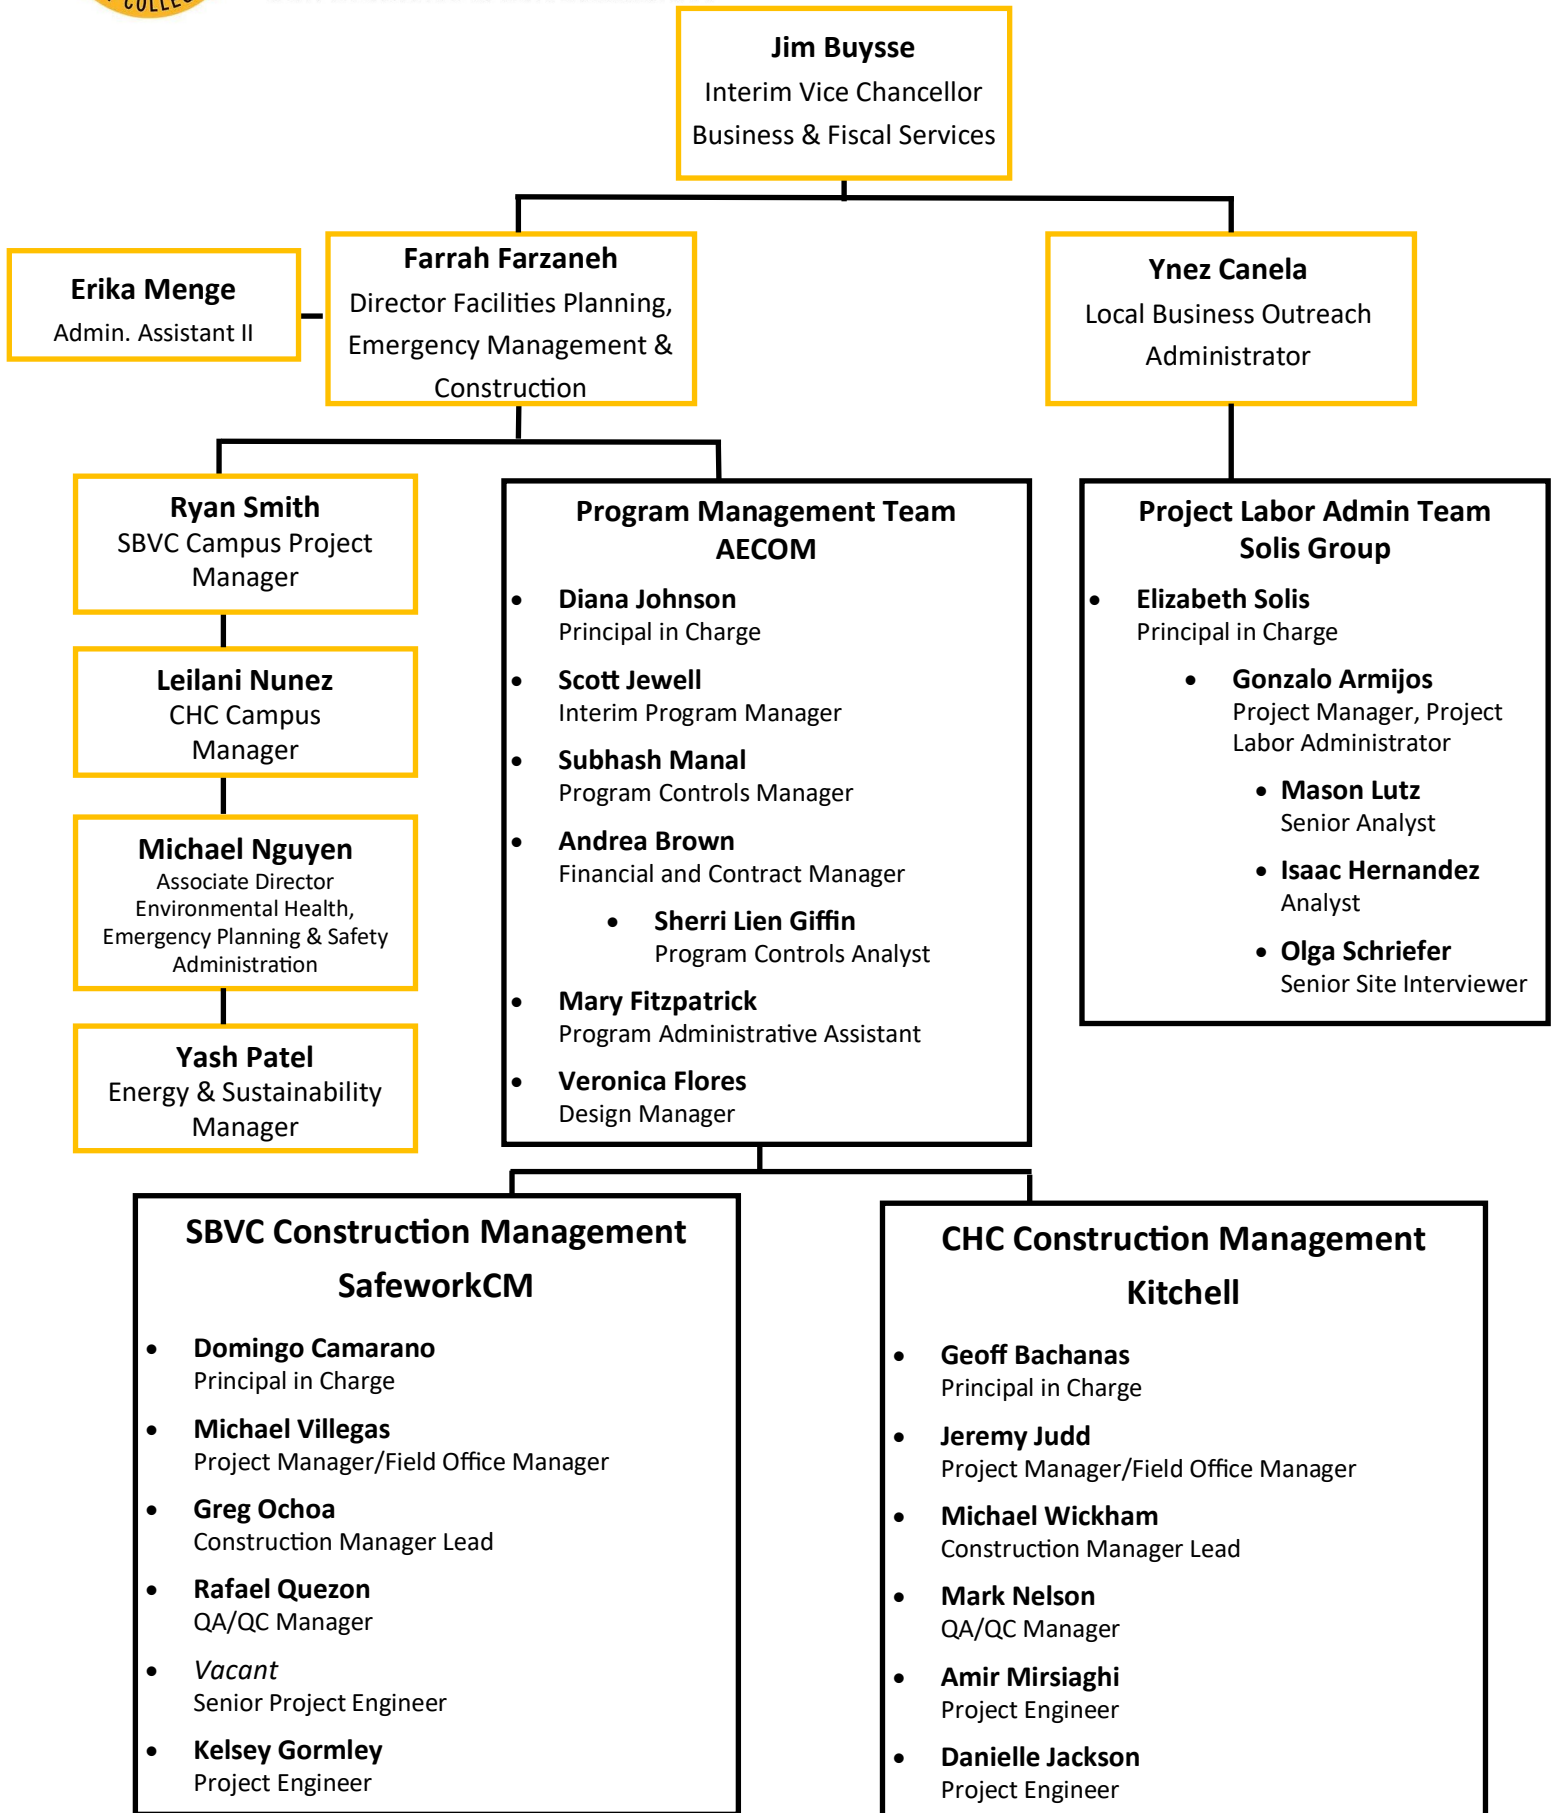 COLLE
Jim Buysse
Interim Vice Chancellor
Business & Fiscal Services
Erika Menge
Admin. Assistant II
Farrah Farzaneh
Director Facilities Planning,
Emergency Management &
Construction
Ynez Canela
Local Business Outreach
Administrator
Ryan Smith
SBVC Campus Project
Manager
Leilani Nunez
CHC Campus
Manager
Michael Nguyen
Associate Director
Environmental Health,
Emergency Planning & Safety
Administration
Yash Patel
Energy & Sustainability
Manager
Program Management Team
AECOM
• Diana Johnson
Principal in Charge
• Scott Jewell
Interim Program Manager
• Subhash Manal
Program Controls Manager
• Andrea Brown
Financial and Contract Manager
• Sherri Lien Giffin
Program Controls Analyst
• Mary Fitzpatrick
Program Administrative Assistant
• Veronica Flores
Design Manager
Project Labor Admin Team
Solis Group
• Elizabeth Solis
Principal in Charge
• Gonzalo Armijos
Project Manager, Project
Labor Administrator
• Mason Lutz
Senior Analyst
• Isaac Hernandez
Analyst
• Olga Schriefer
Senior Site Interviewer
SBVC Construction Management
SafeworkCM
• Domingo Camarano
Principal in Charge
• Michael Villegas
Project Manager/Field Office Manager
• Greg Ochoa
Construction Manager Lead
• Rafael Quezon
QA/QC Manager
• Vacant
Senior Project Engineer
• Kelsey Gormley
Project Engineer
CHC Construction Management
Kitchell
• Geoff Bachanas
Principal in Charge
• Jeremy Judd
Project Manager/Field Office Manager
• Michael Wickham
Construction Manager Lead
• Mark Nelson
QA/QC Manager
• Amir Mirsiaghi
Project Engineer
• Danielle Jackson
Project Engineer